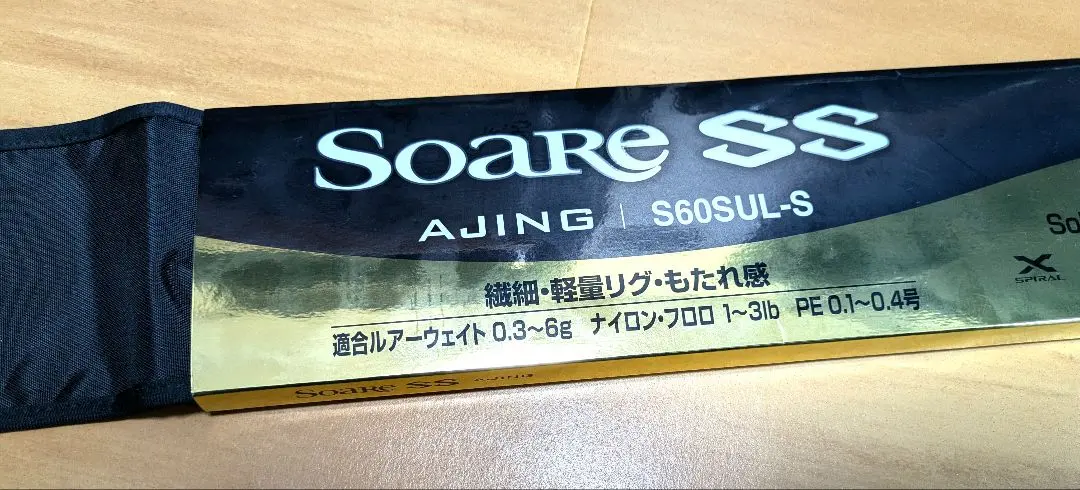 SoaRe SS
AJING | S60SUL-S
繊細・軽量リグ・もたれ感
適合ルアーウェイト 0.3〜6g ナイロン・フロロ 1〜3lb PE 0.1〜0.4号
So
X
SPIRAL
SoaRe SS AJING